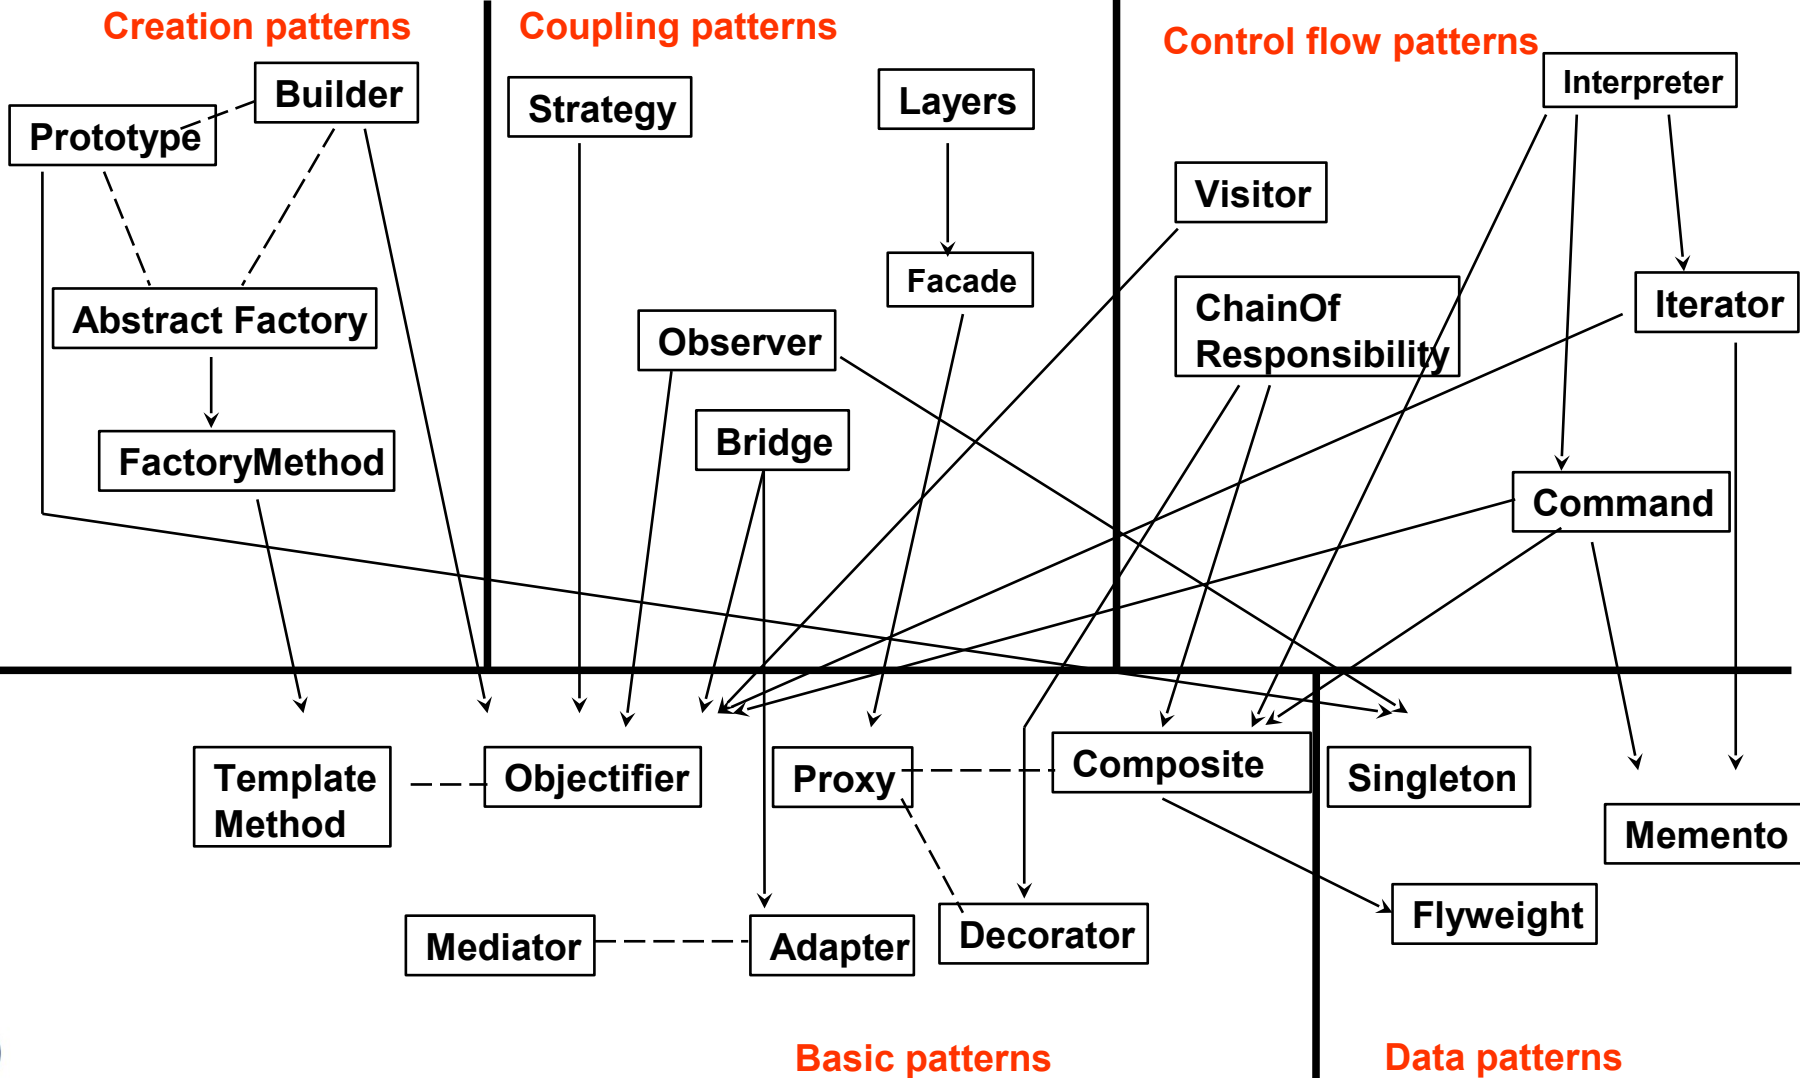 Creation patterns
Coupling patterns
Control flow patterns
Builder
Prototype
Strategy
Layers
Interpreter
Visitor
Facade
Abstract Factory
Observer
ChainOf
Responsibility
Iterator
FactoryMethod
Bridge
Command
Template
Method
Objectifier
Proxy
Composite
Singleton
Memento
Mediator
Adapter
Decorator
Flyweight
Basic patterns
Data patterns